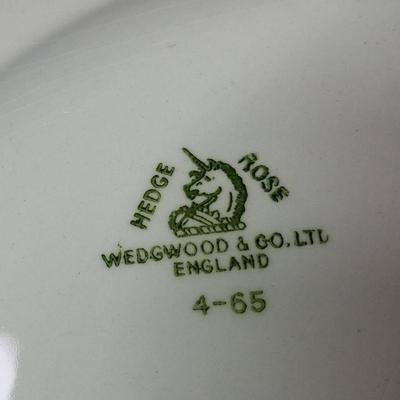 HEDGE ROSE
WEDGWOOD & CO. LTD
ENGLAND
4-65